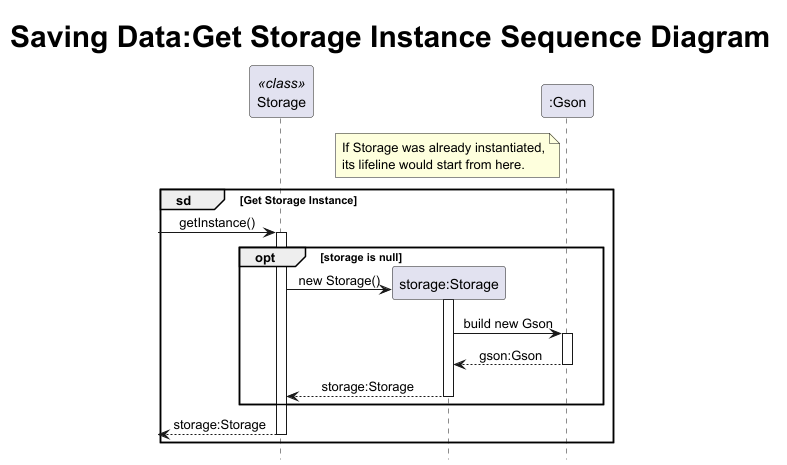 Saving Data:Get Storage Instance Sequence Diagram
«class»
Storage
:Gson
If Storage was already instantiated,
its lifeline would start from here.
sd
[Get Storage Instance]
getInstance()
opt
[storage is null]
new Storage()
storage:Storage
build new Gson
gson:Gson
storage:Storage
storage:Storage